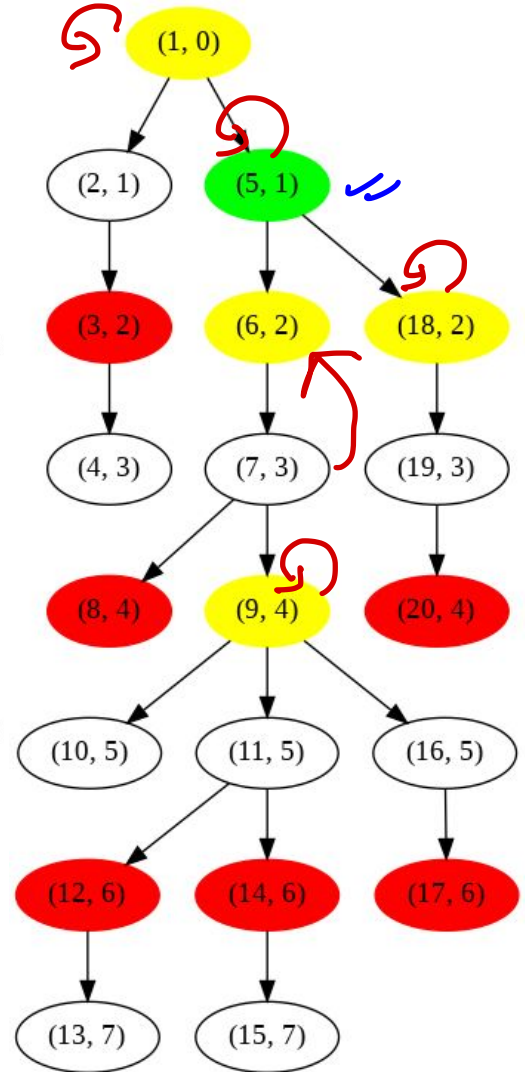 (1, 0)
(2, 1) (5, 1)
(3, 2) (6, 2) (18, 2)
(4, 3) (7, 3) (19, 3)
(8, 4) (9, 4) (20, 4)
(10, 5) (11, 5) (16, 5)
(12, 6) (14, 6) (17, 6)
(13, 7) (15, 7)